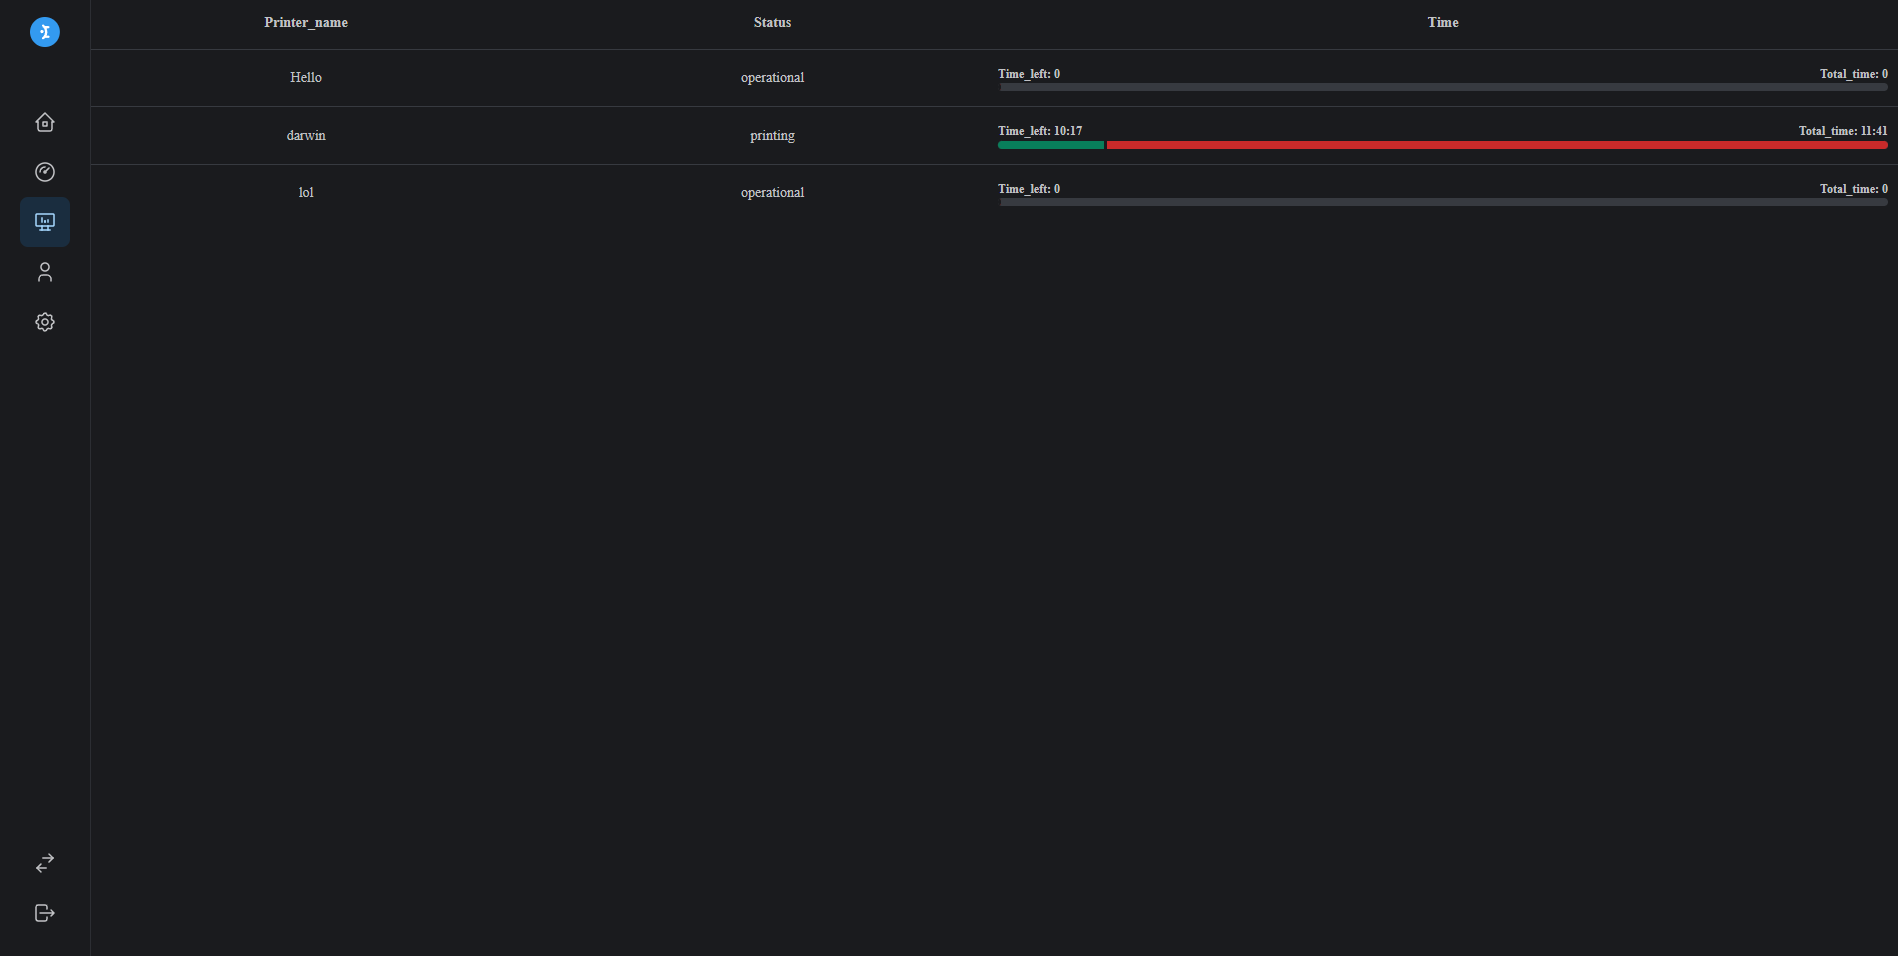 Printer_name Status Time
Hello operational Time_left: 0 Total_time: 0
darwin printing Time_left: 10:17 Total_time: 11:41
lol operational Time_left: 0 Total_time: 0